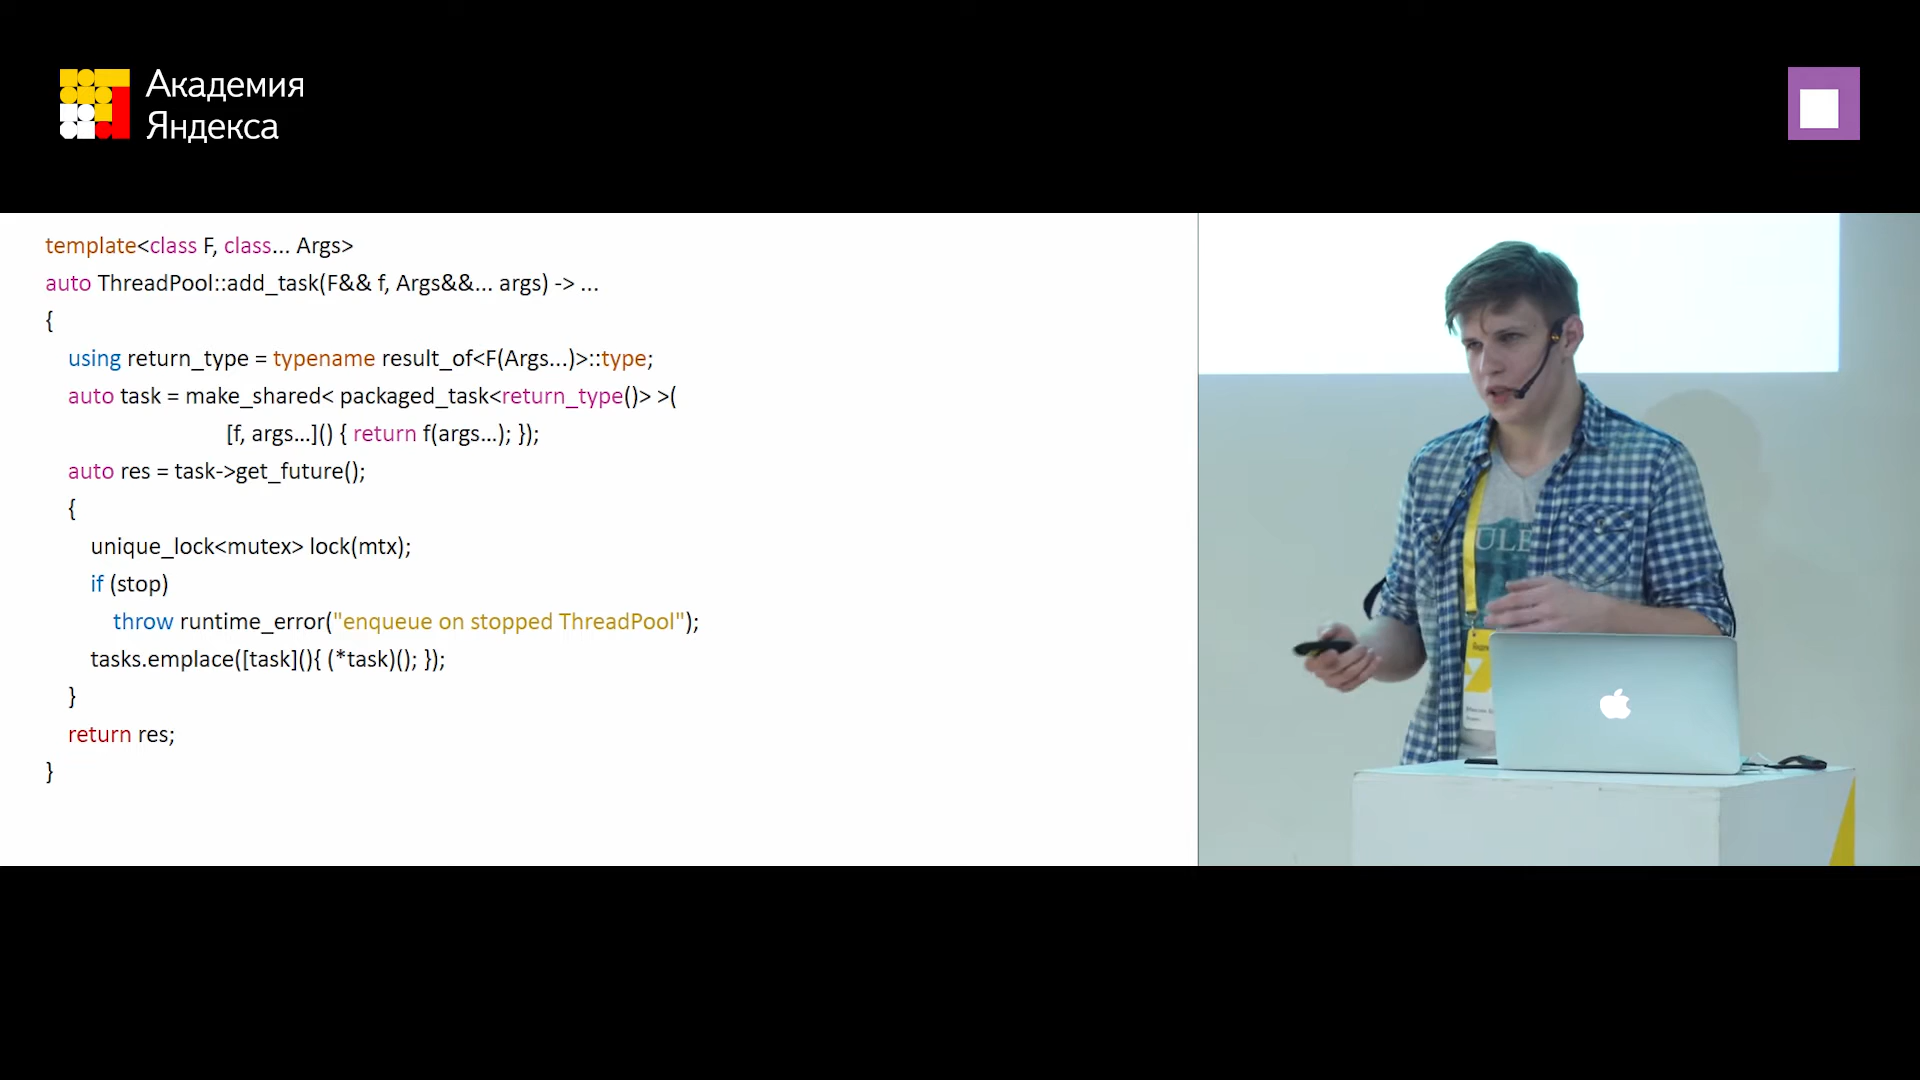 Академия
Яндекса
template<class F, class... Args>
auto ThreadPool::add_task(F&& f, Args&&... args) -> ...
{
using return_type = typename result_of<F(Args...)>::type;
auto task = make_shared< packaged_task<return_type()> >(
[f, args...]() { return f(args...); });
auto res = task->get_future();
{
unique_lock<mutex> lock(mtx);
if (stop)
throw runtime_error("enqueue on stopped ThreadPool");
tasks.emplace([task](){ (*task)(); });
}
return res;
}
ULE